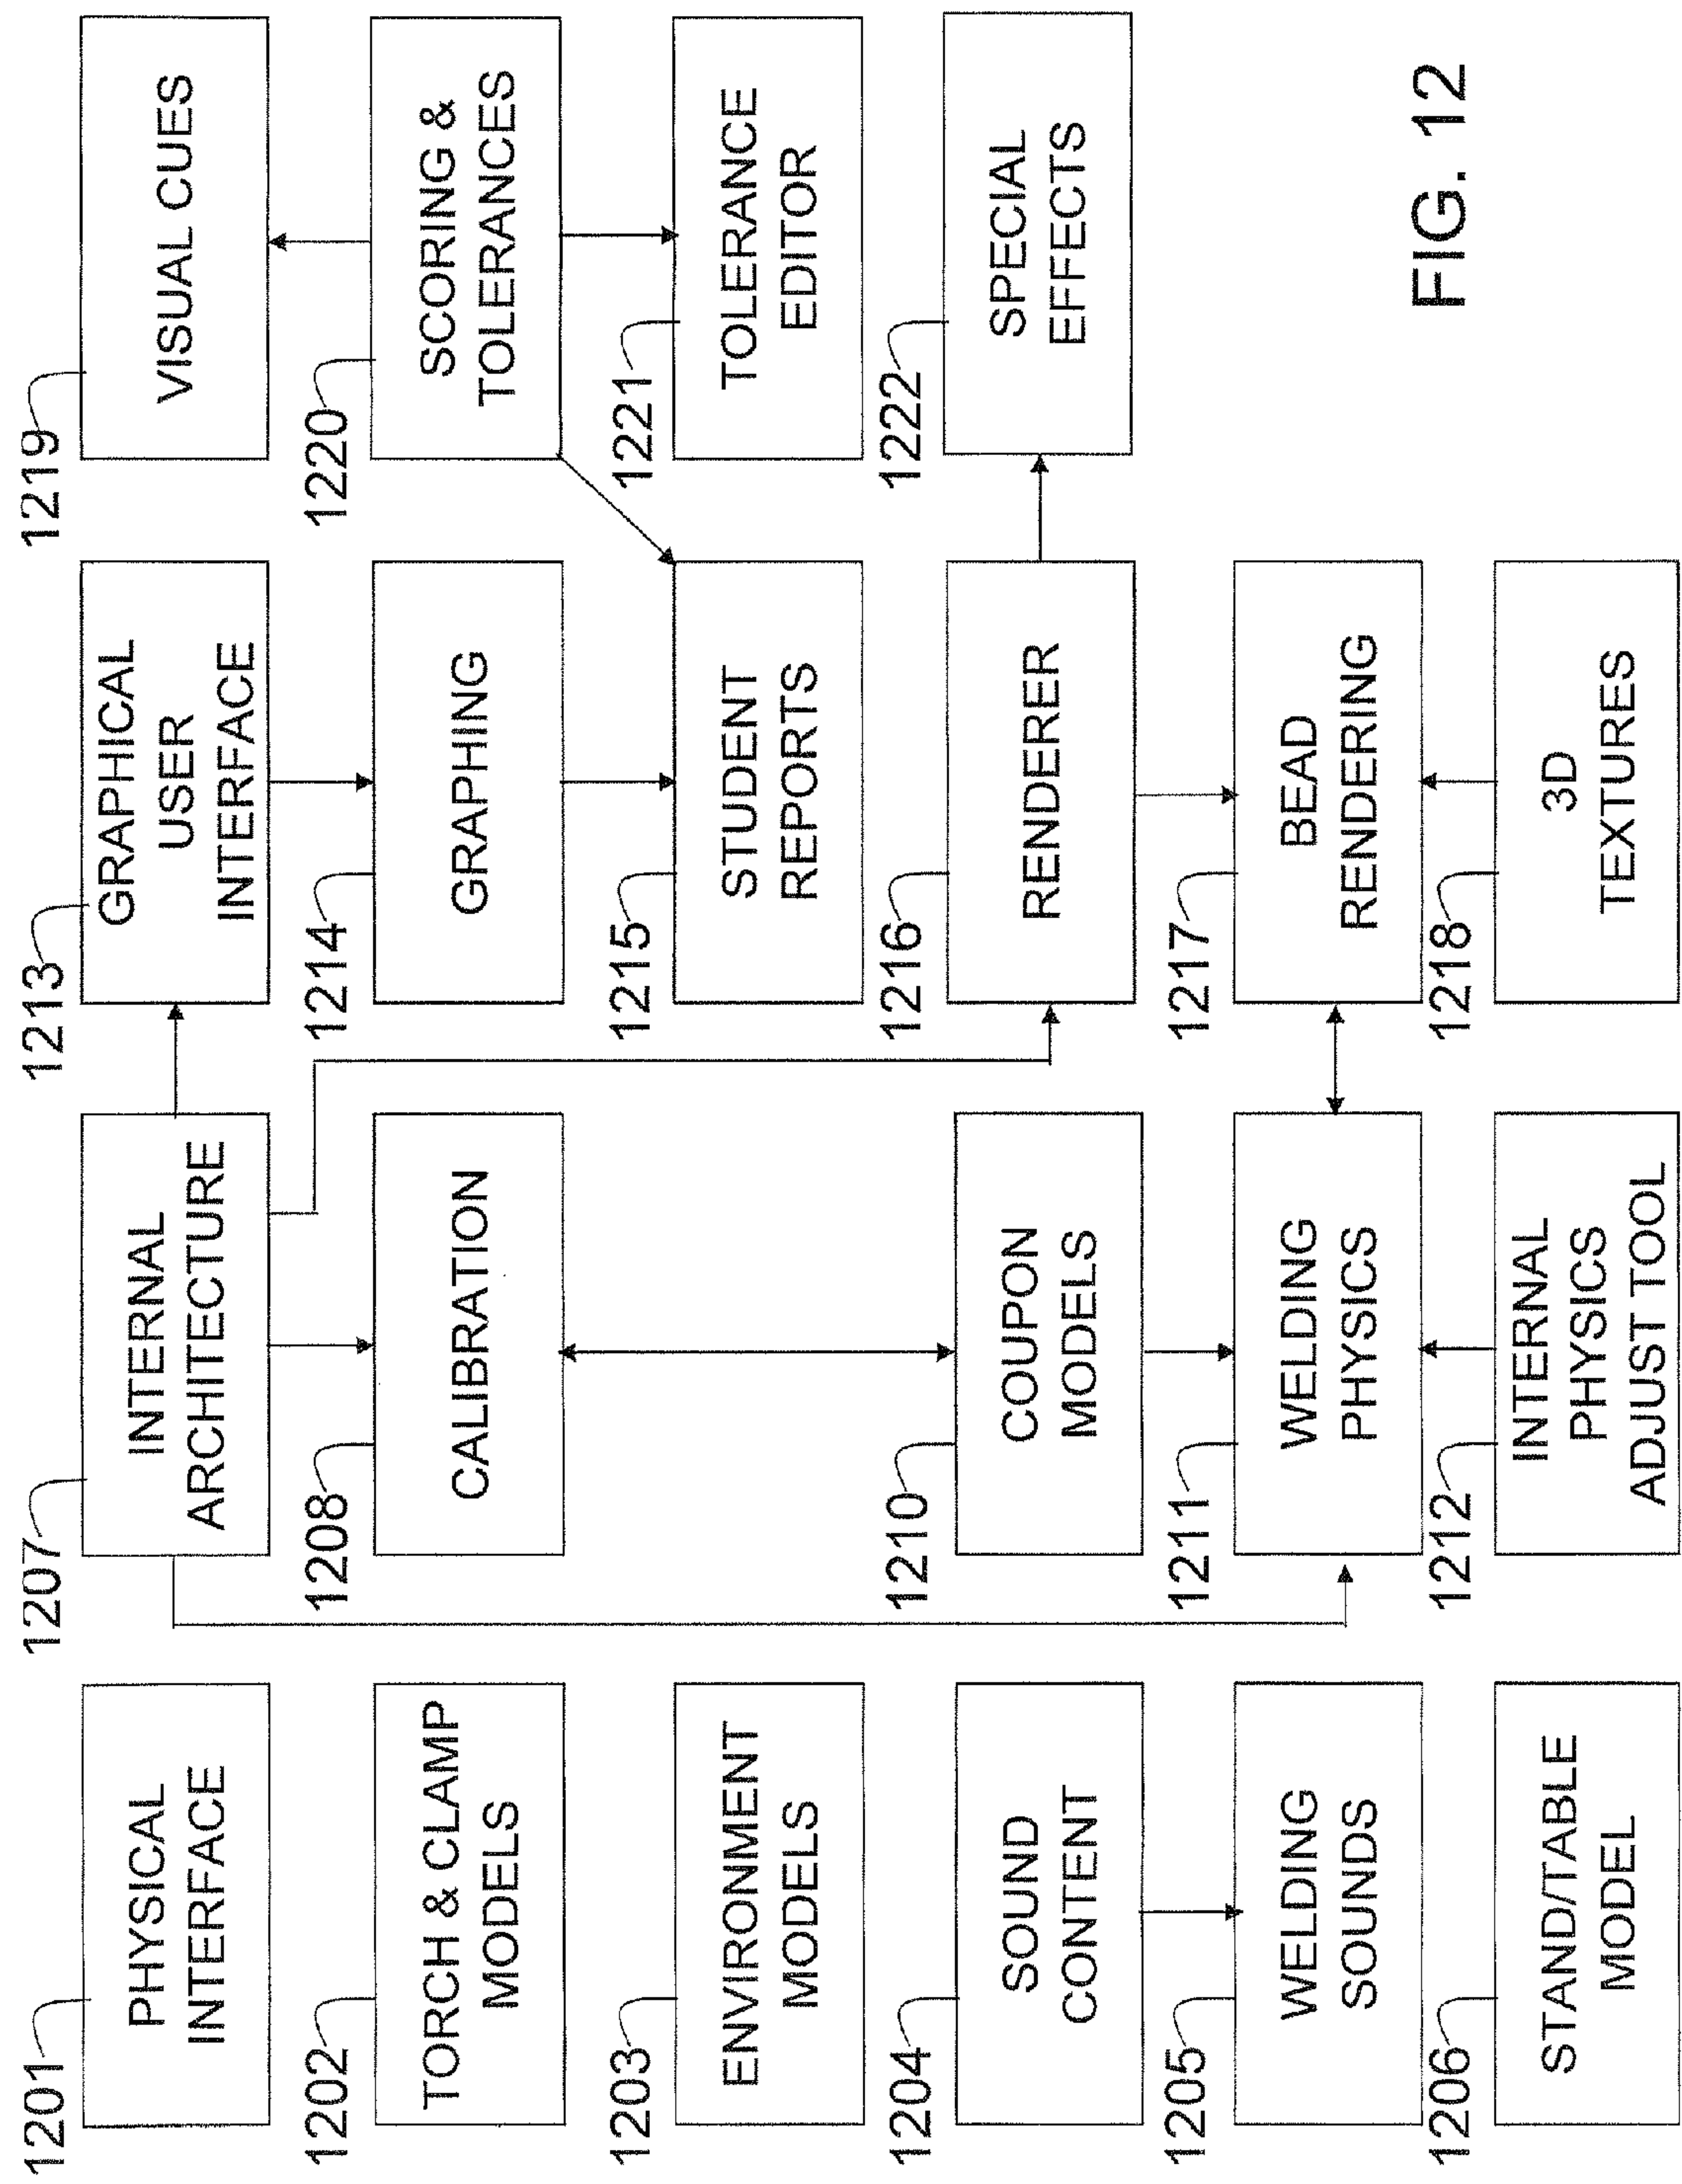 1201
PHYSICAL
INTERFACE
1202
TORCH & CLAMP
MODELS
1203
ENVIRONMENT
MODELS
1204
SOUND
CONTENT
1205
WELDING
SOUNDS
1206
STAND/TABLE
MODEL
1207
INTERNAL
ARCHITECTURE
1208
CALIBRATION
1210
COUPON
MODELS
1211
WELDING
PHYSICS
1212
INTERNAL
PHYSICS
ADJUST TOOL
1213
GRAPHICAL
USER
INTERFACE
1214
GRAPHING
1215
STUDENT
REPORTS
1216
RENDERER
1217
BEAD
RENDERING
1218
3D
TEXTURES
1219
VISUAL CUES
1220
SCORING &
TOLERANCES
1221
TOLERANCE
EDITOR
1222
SPECIAL
EFFECTS
FIG. 12